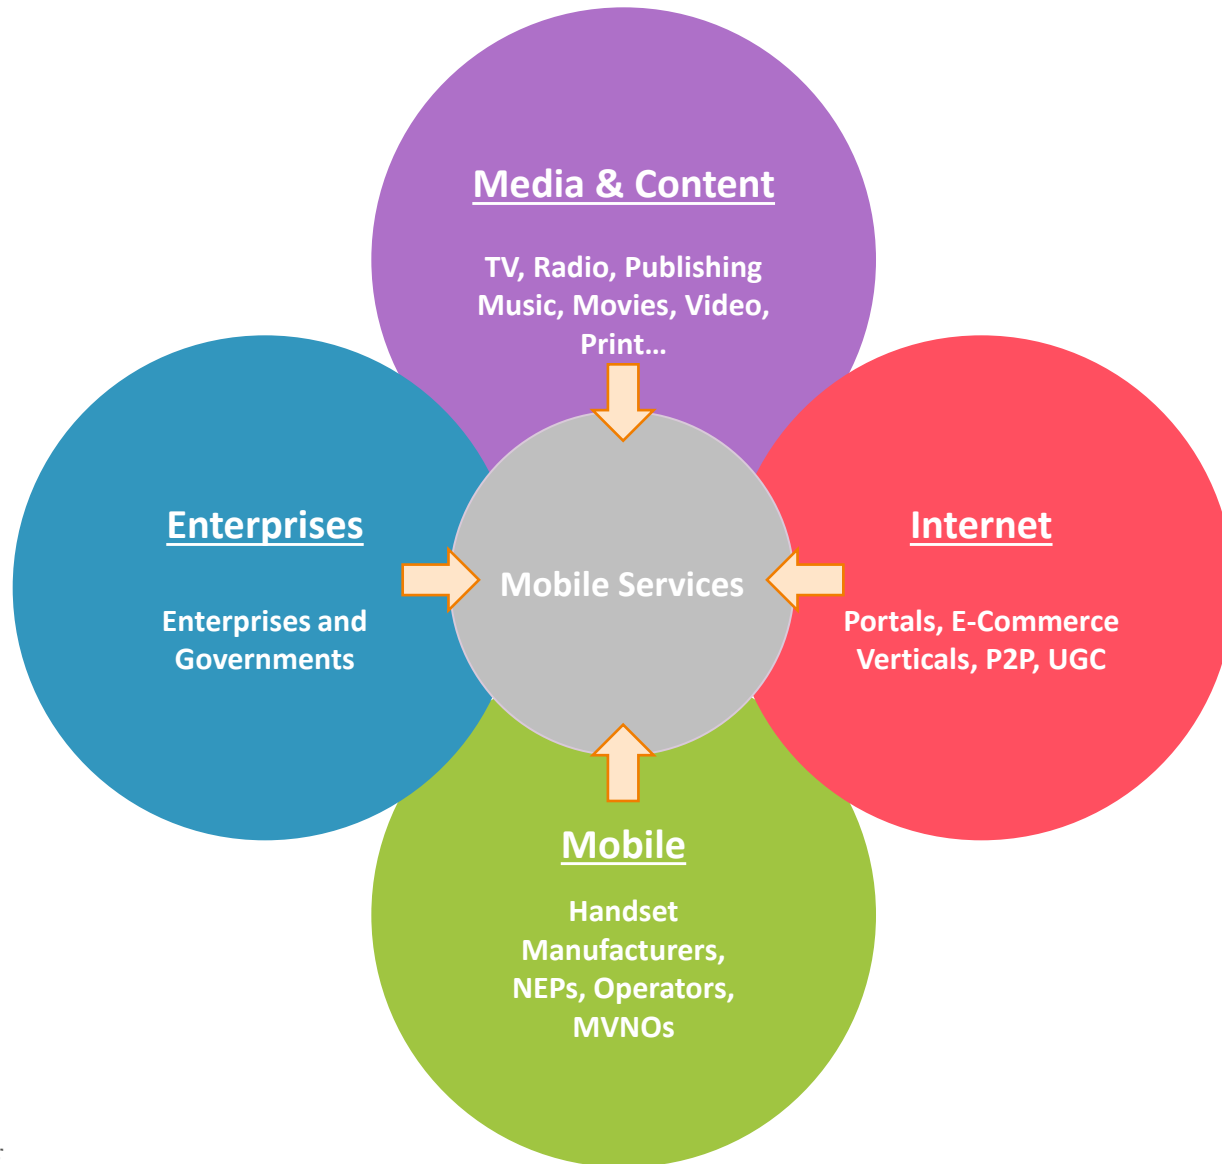 Media & Content
TV, Radio, Publishing
Music, Movies, Video,
Print...
Enterprises
Enterprises and
Governments
Mobile Services
Internet
Portals, E-Commerce
Verticals, P2P, UGC
Mobile
Handset
Manufacturers,
NEPs, Operators,
MVNOs